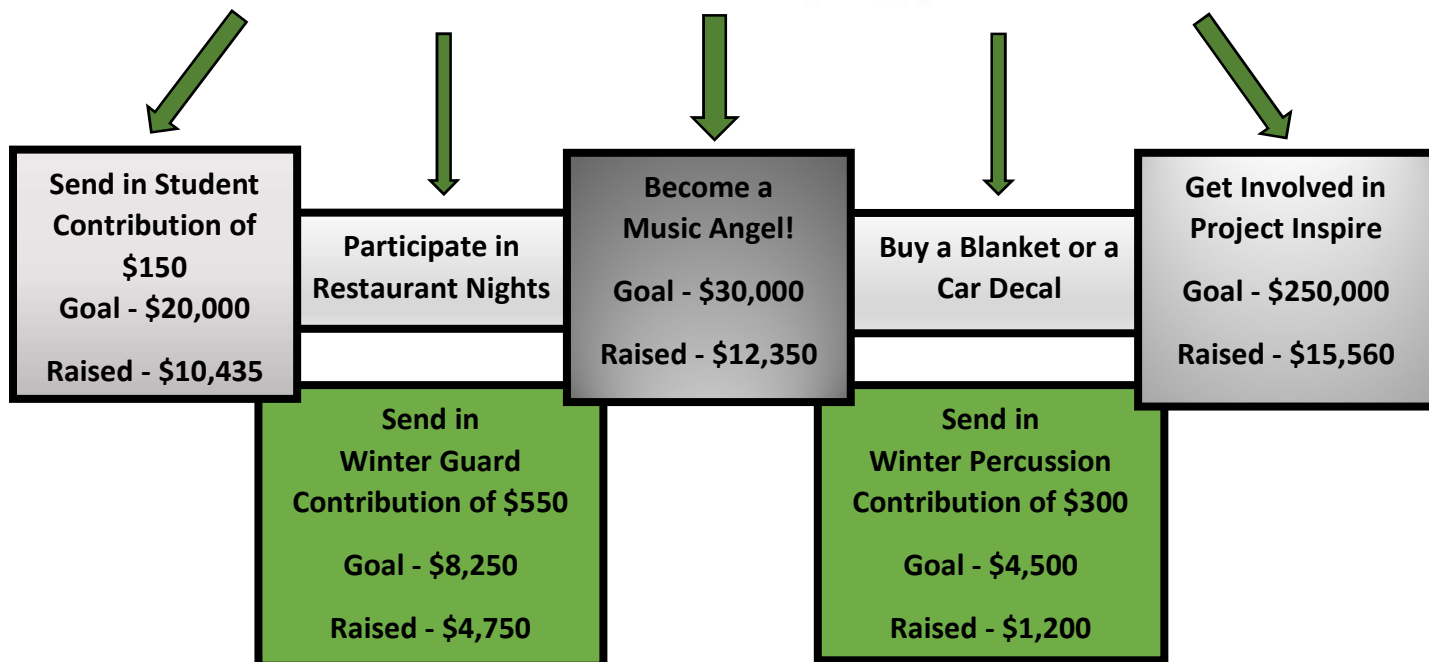 Send in Student
Contribution of
$150
Goal - $20,000
Raised - $10,435
Participate in
Restaurant Nights
Become a
Music Angel!
Goal - $30,000
Raised - $12,350
Buy a Blanket or a
Car Decal
Get Involved in
Project Inspire
Goal - $250,000
Raised - $15,560
Send in
Winter Guard
Contribution of $550
Goal - $8,250
Raised - $4,750
Send in
Winter Percussion
Contribution of $300
Goal - $4,500
Raised - $1,200